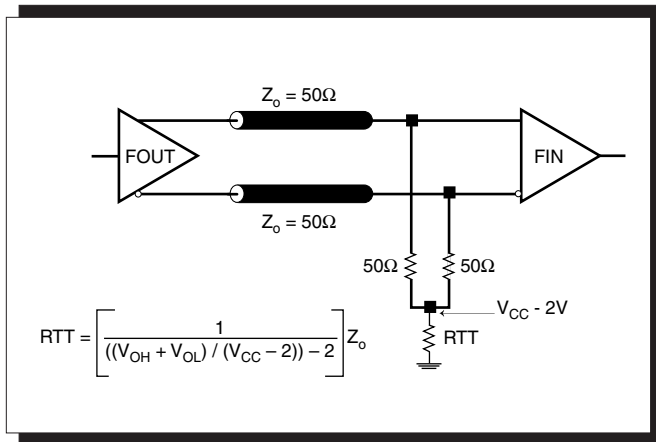 Zo = 50Ω
FOUT
FIN
Zo = 50Ω
50Ω
50Ω
VCC - 2V
RTT
RTT = [1 / ((VOH + VOL) / (VCC – 2)) – 2] Zo